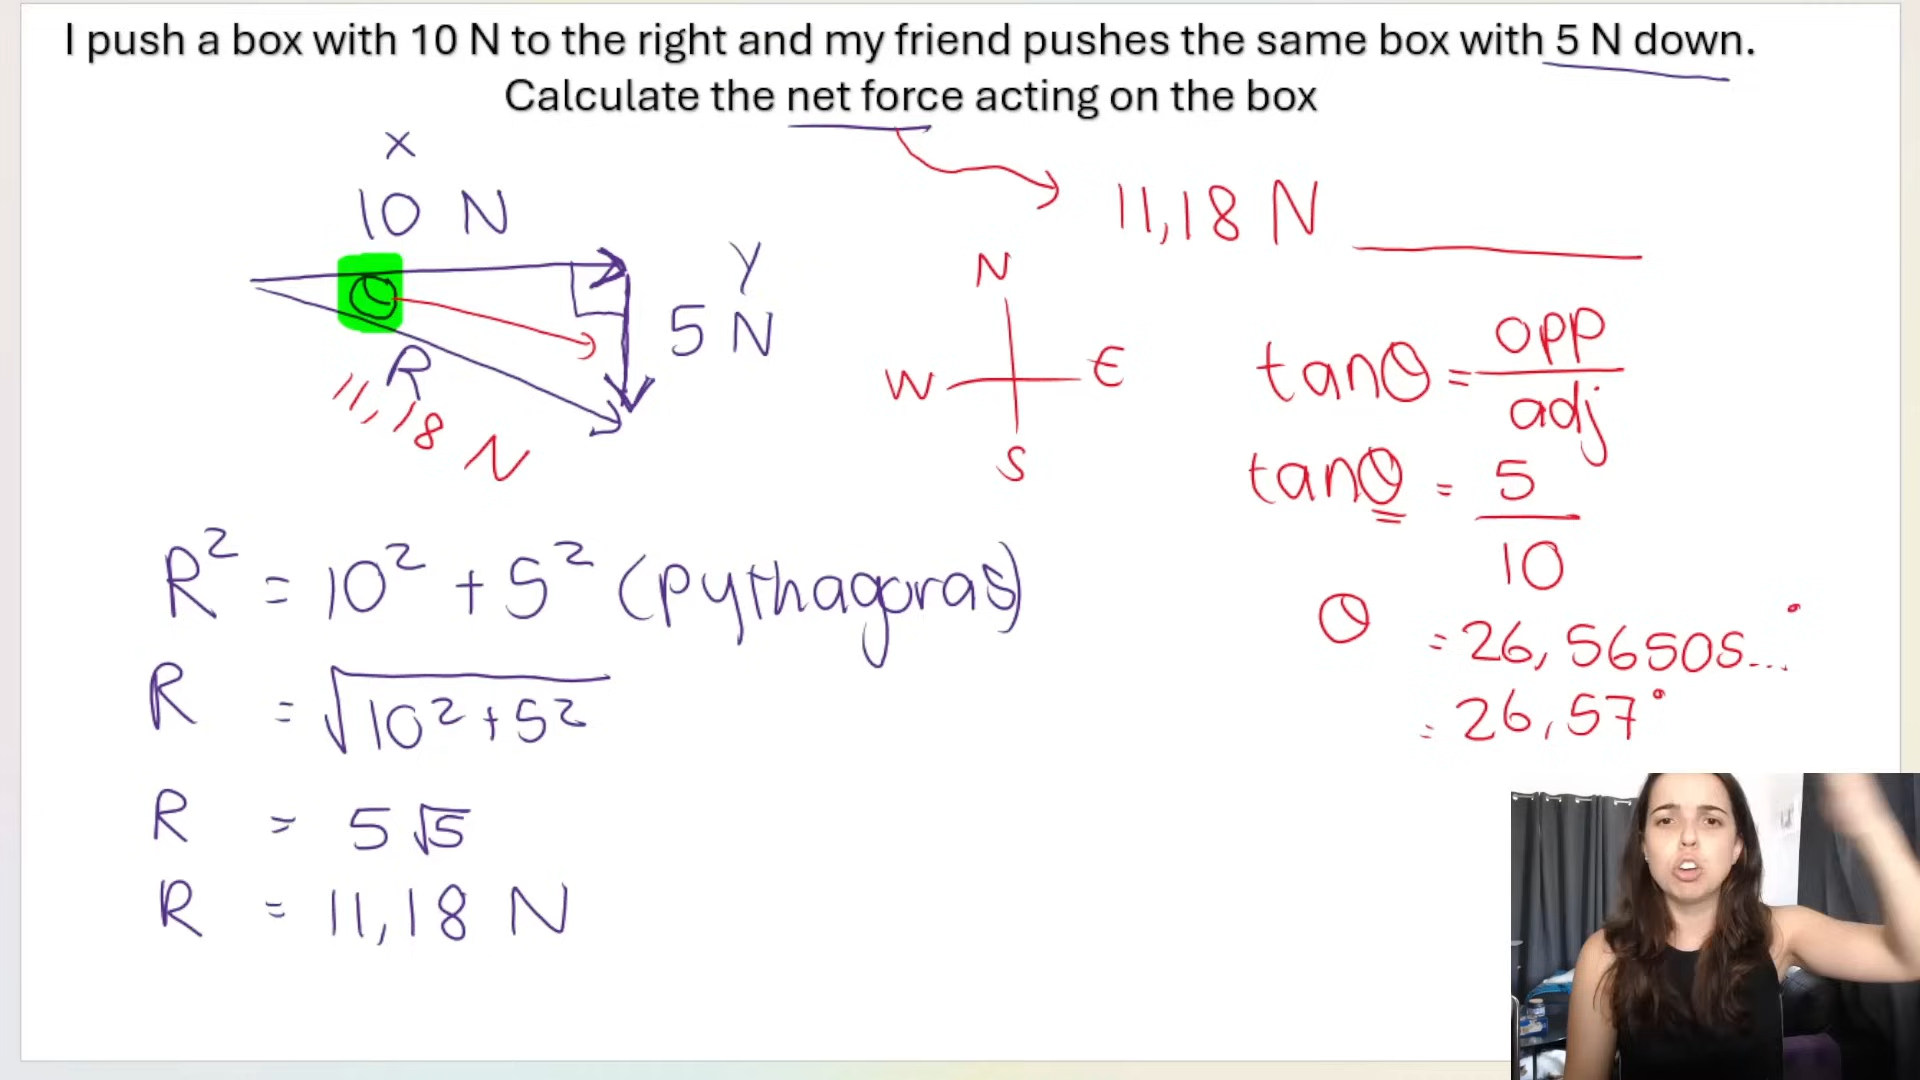 I push a box with 10 N to the right and my friend pushes the same box with 5 N down.
Calculate the net force acting on the box
x
10 N
y
5 N
R
11,18 N
11,18 N
N
W E
S
tanθ = opp/adj
tanθ = 5/10
θ = 26,56505...°
= 26,57°
R² = 10² + 5² (pythagoras)
R = √10² + 5²
R = 5√5
R = 11,18 N